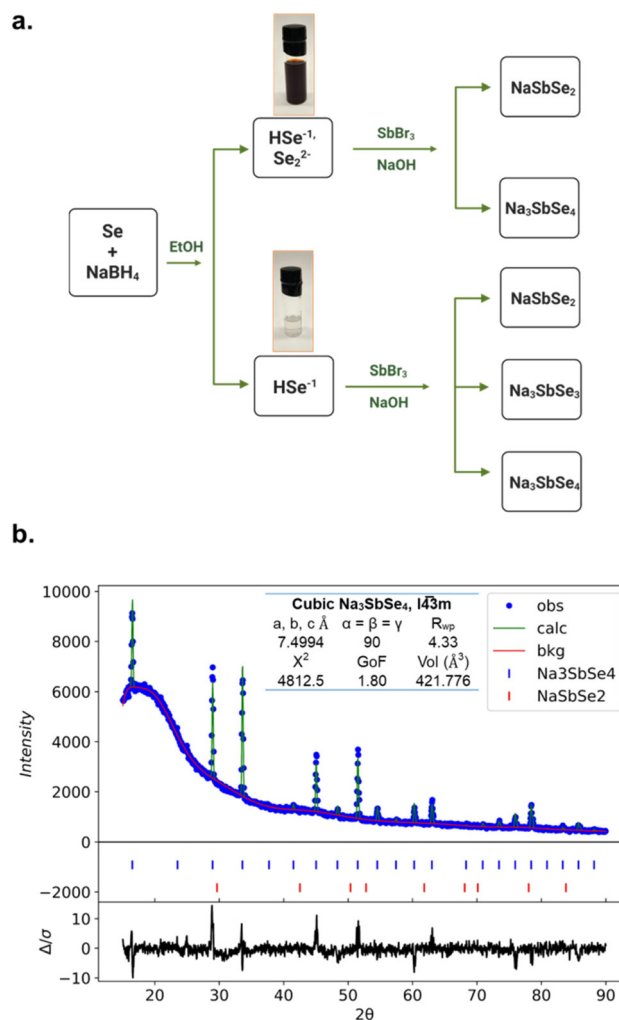 a.
Se
+
NaBH₄
EtOH
HSe⁻¹,
Se₂²⁻
SbBr₃
NaOH
NaSbSe₂
Na₃SbSe₄
HSe⁻¹
SbBr₃
NaOH
NaSbSe₂
Na₃SbSe₃
Na₃SbSe₄
b.
10000
8000
6000
4000
2000
0
−2000
Intensity
Cubic Na₃SbSe₄, I4̅3m
a, b, c Å α = β = γ R_wp
7.4994 90 4.33
X² GoF Vol (Å³)
4812.5 1.80 421.776
obs
calc
bkg
Na3SbSe4
NaSbSe2
10
0
−10
Δ/σ
20 30 40 50 60 70 80 90
2θ